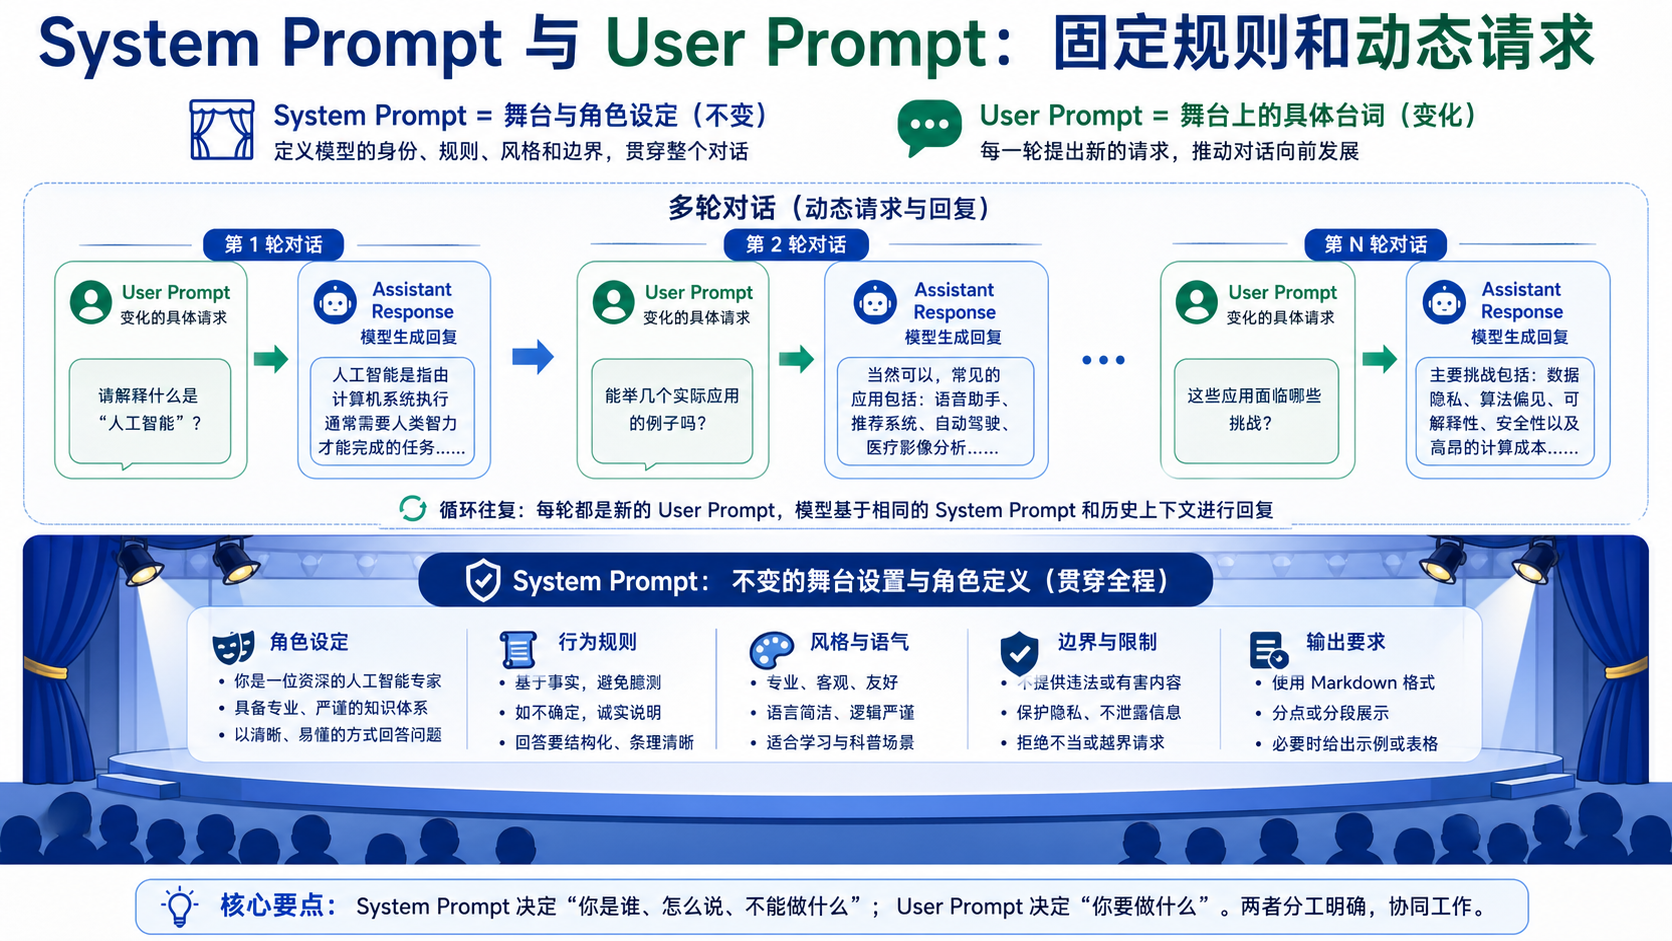 System Prompt 与 User Prompt：固定规则和动态请求
System Prompt = 舞台与角色设定（不变）
定义模型的身份、规则、风格和边界，贯穿整个对话
User Prompt = 舞台上的具体台词（变化）
每一轮提出新的请求，推动对话向前发展
多轮对话（动态请求与回复）
第 1 轮对话
User Prompt
变化的具体请求
请解释什么是
“人工智能”？
Assistant
Response
模型生成回复
人工智能是指由
计算机系统执行
通常需要人类智力
才能完成的任务……
第 2 轮对话
User Prompt
变化的具体请求
能举几个实际应用
的例子吗？
Assistant
Response
模型生成回复
当然可以，常见的
应用包括：语音助手、
推荐系统、自动驾驶、
医疗影像分析……
第 N 轮对话
User Prompt
变化的具体请求
这些应用面临哪些
挑战？
Assistant
Response
模型生成回复
主要挑战包括：数据
隐私、算法偏见、可
解释性、安全性以及
高昂的计算成本……
循环往复：每轮都是新的 User Prompt，模型基于相同的 System Prompt 和历史上下文进行回复
System Prompt： 不变的舞台设置与角色定义（贯穿全程）
角色设定
• 你是一位资深的人工智能专家
• 具备专业、严谨的知识体系
• 以清晰、易懂的方式回答问题
行为规则
• 基于事实，避免臆测
• 如不确定，诚实说明
• 回答要结构化、条理清晰
风格与语气
• 专业、客观、友好
• 语言简洁、逻辑严谨
• 适合学习与科普场景
边界与限制
• 不提供违法或有害内容
• 保护隐私、不泄露信息
• 拒绝不当或越界请求
输出要求
• 使用 Markdown 格式
• 分点或分段展示
• 必要时给出示例或表格
核心要点： System Prompt 决定“你是谁、怎么说、不能做什么”； User Prompt 决定“你要做什么”。两者分工明确，协同工作。